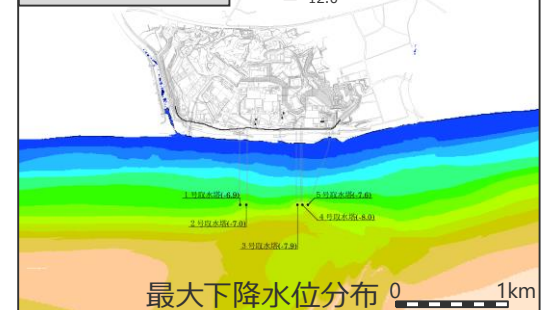 12.0
1号取水塔(-6.9)
5号取水塔(-7.6)
2号取水塔(-7.0)
4号取水塔(-8.0)
3号取水塔(-7.9)
最大下降水位分布
0 1km